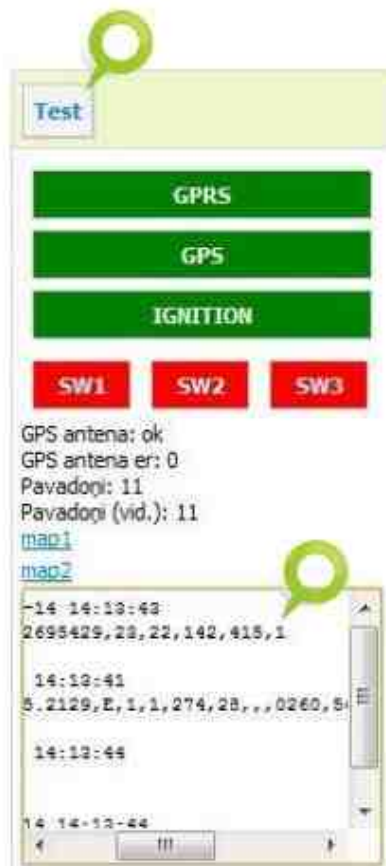 Test
GPRS
GPS
IGNITION
SW1 SW2 SW3
GPS antena: ok
GPS antena er: 0
Pavadoņi: 11
Pavadoņi (vid.): 11
map1
map2
-14 14:13:43
2695429,23,22,142,415,1
14:13:41
5.2129,E,1,1,274,28,,,0260,5
14:13:44
14 14:13:44